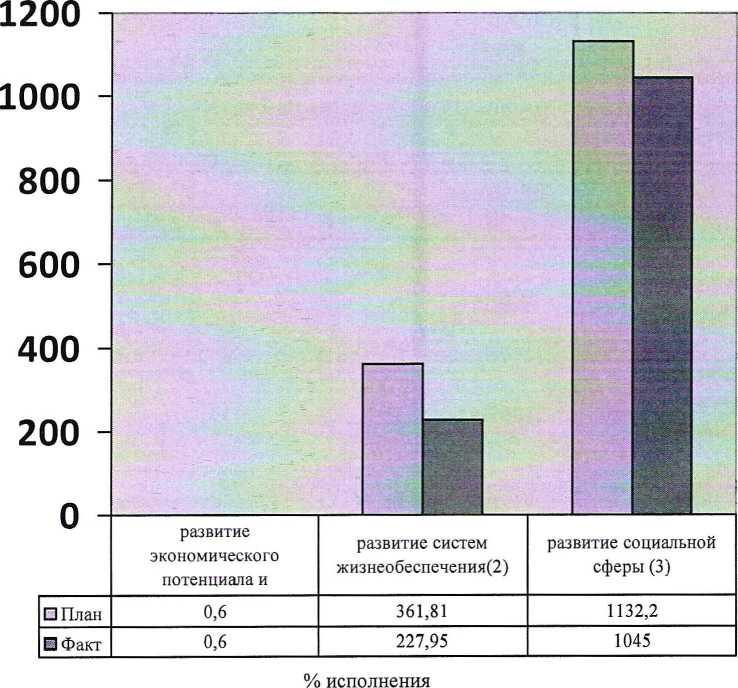 1200
1000
800
600
400
200
0
развитие
экономического
потенциала и
развитие систем
жизнеобеспечения(2)
развитие социальной
сферы (3)
План 0,6 361,81 1132,2
Факт 0,6 227,95 1045
% исполнения